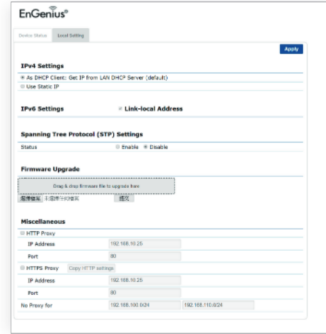 EnGenius®
Device Status Local Setting
Apply
IPv4 Settings
As DHCP Client: Get IP from LAN DHCP Server (default)
Use Static IP
IPv6 Settings Link-local Address
Spanning Tree Protocol (STP) Settings
Status Enable Disable
Firmware Upgrade
Drag & drop firmware file to upgrade from
Miscellaneous
HTTP Proxy
IP Address 192.168.10.25
Port 80
HTTPS Proxy Copy HTTP settings
IP Address 192.168.10.25
Port 80
No Proxy for 192.168.100.0/24 192.168.110.0/24